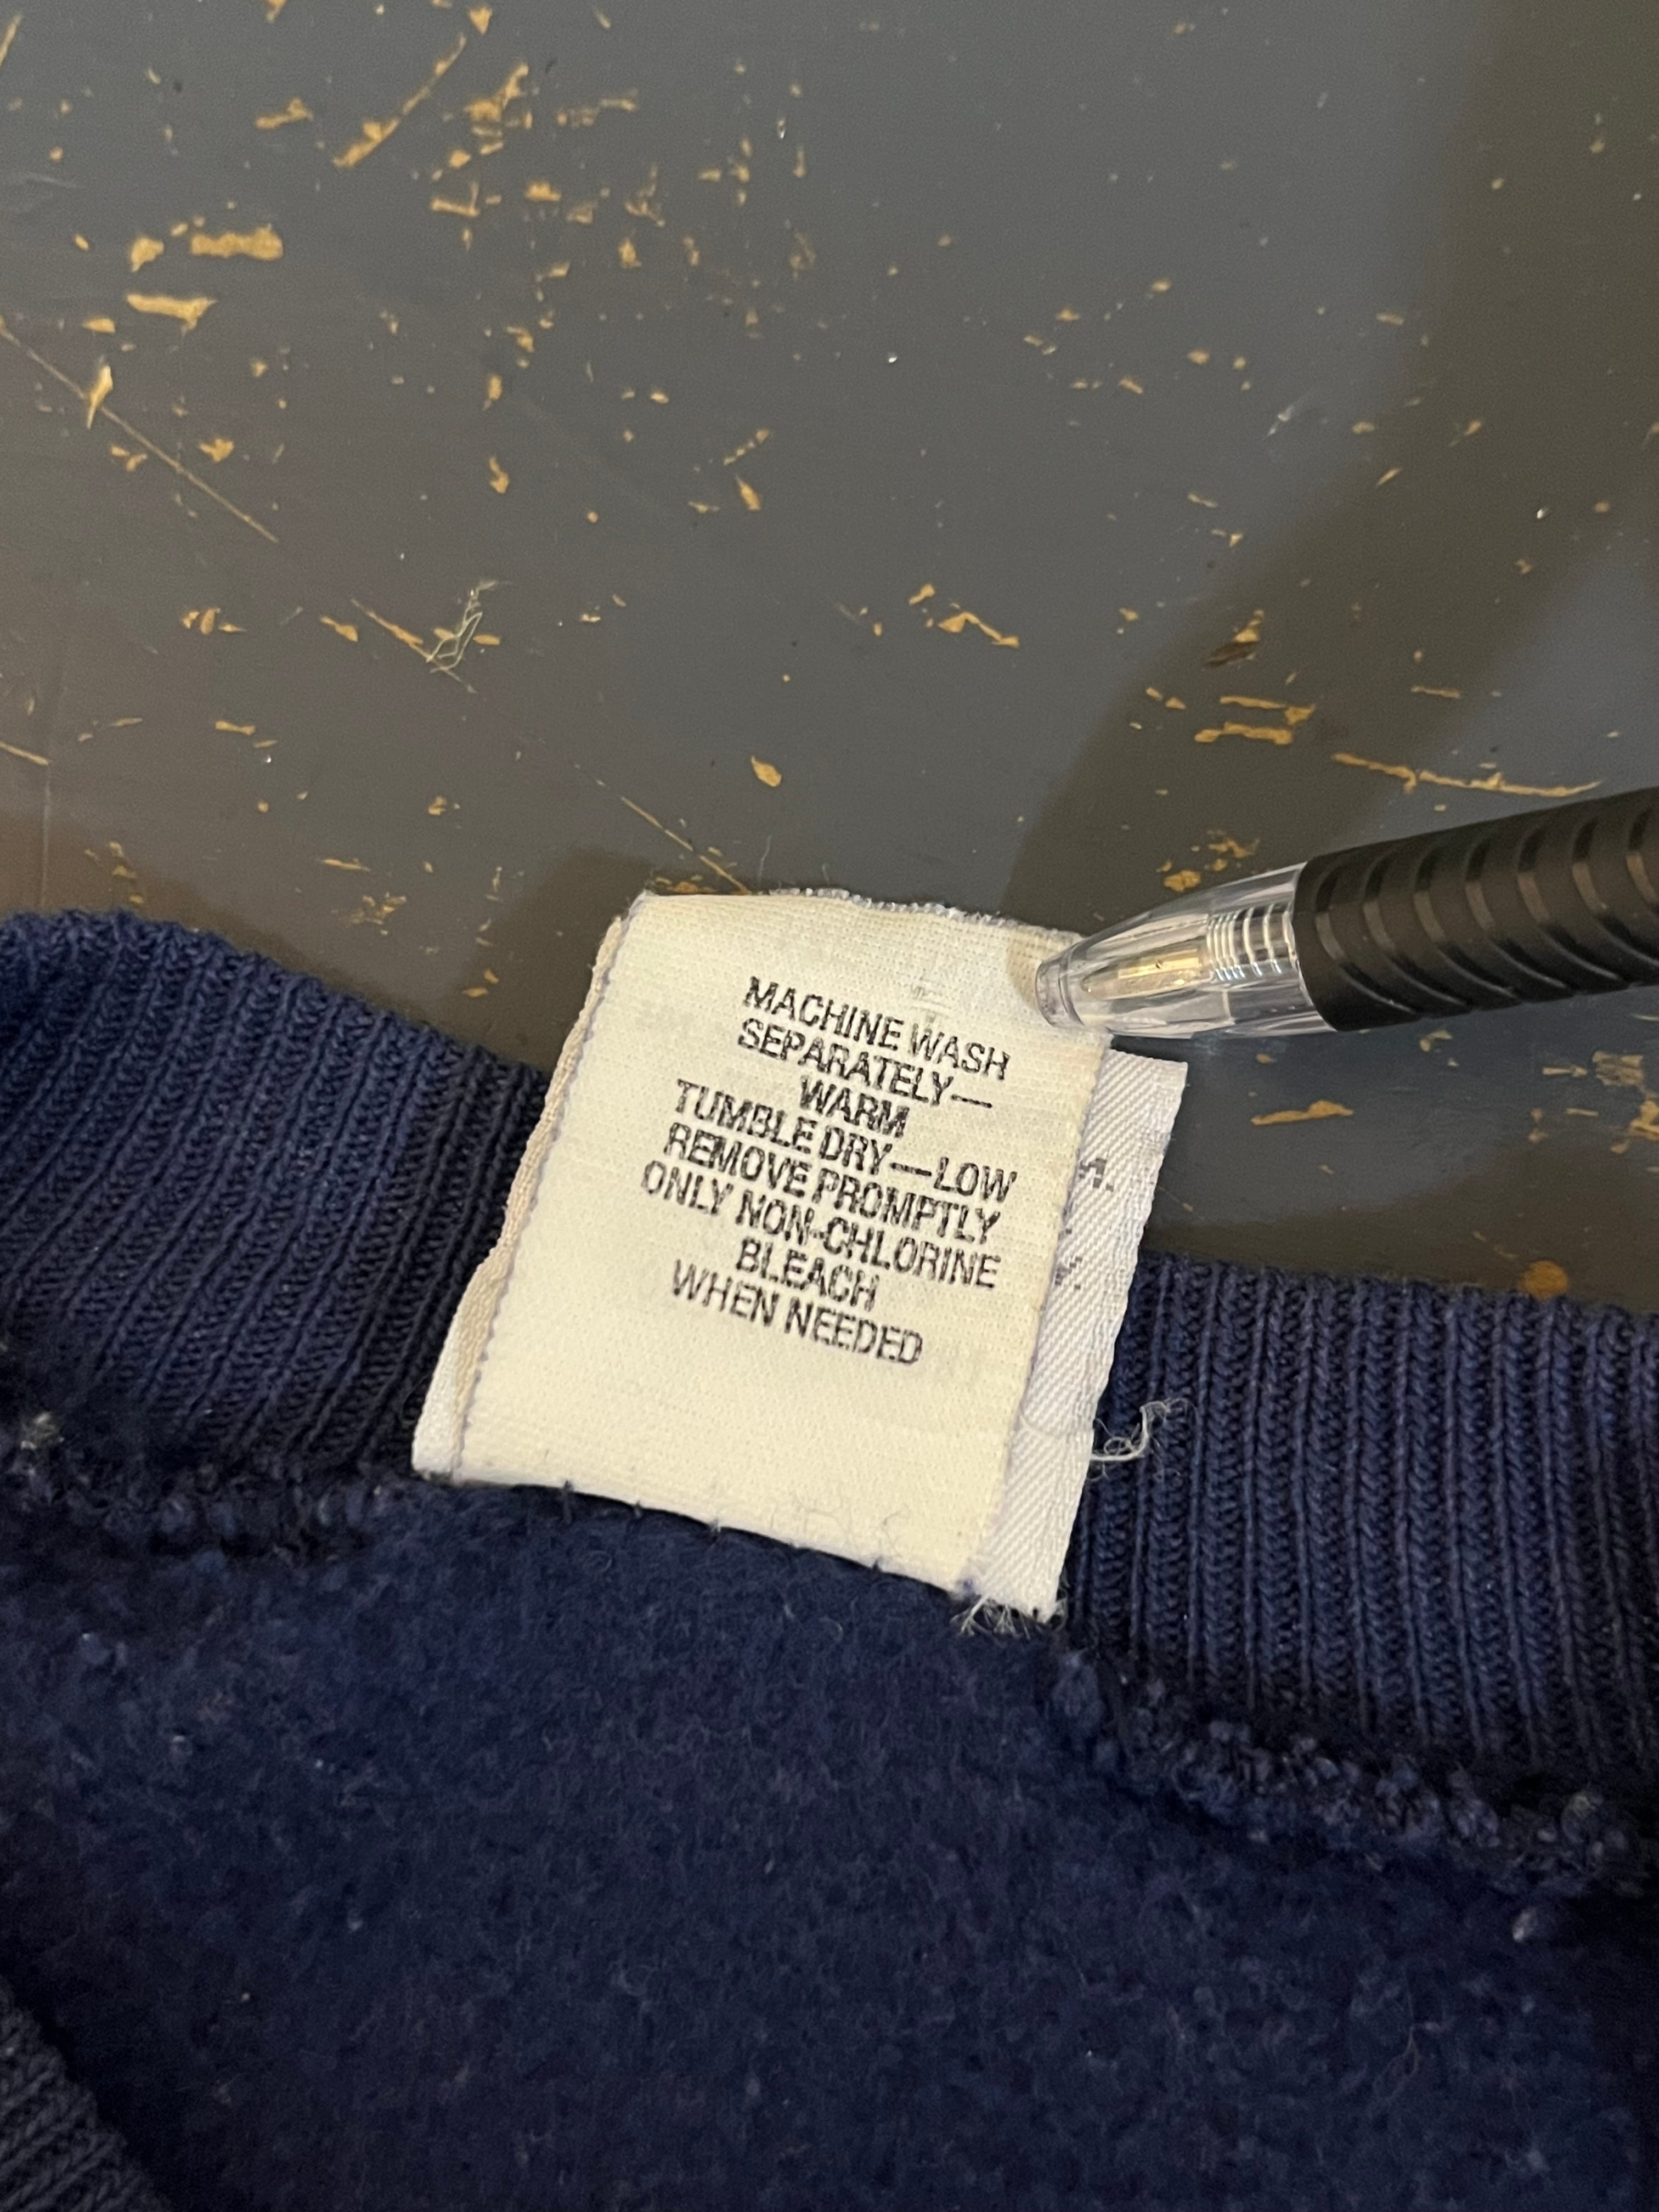 MACHINE WASH
SEPARATELY—
WARM
TUMBLE DRY—LOW
REMOVE PROMPTLY
ONLY NON-CHLORINE
BLEACH
WHEN NEEDED